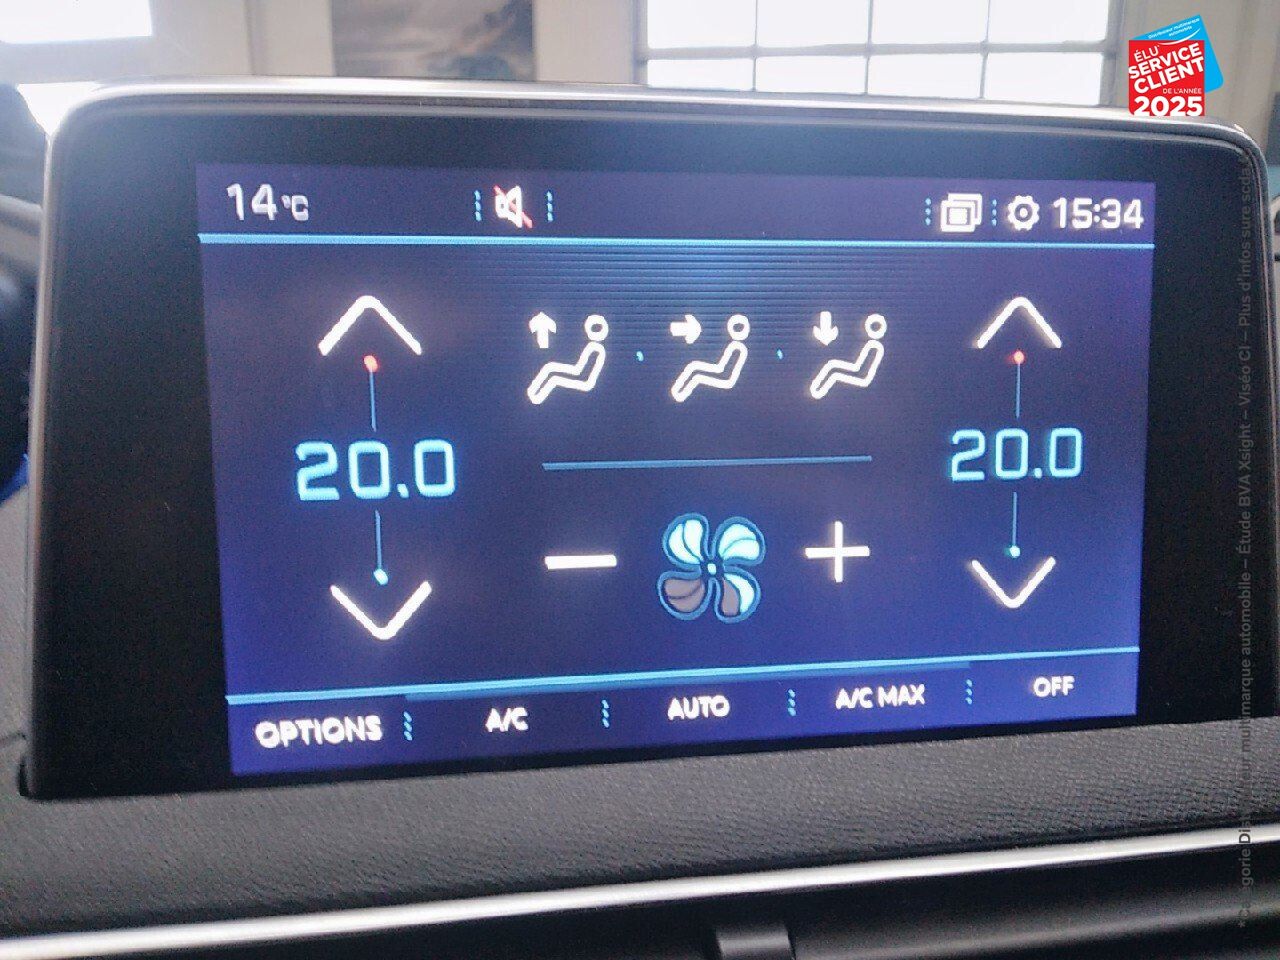 ÉLU
SERVICE
CLIENT
DE L'ANNÉE
2025
14°C
15:34
20.0
20.0
OPTIONS
A/C
AUTO
A/C MAX
OFF